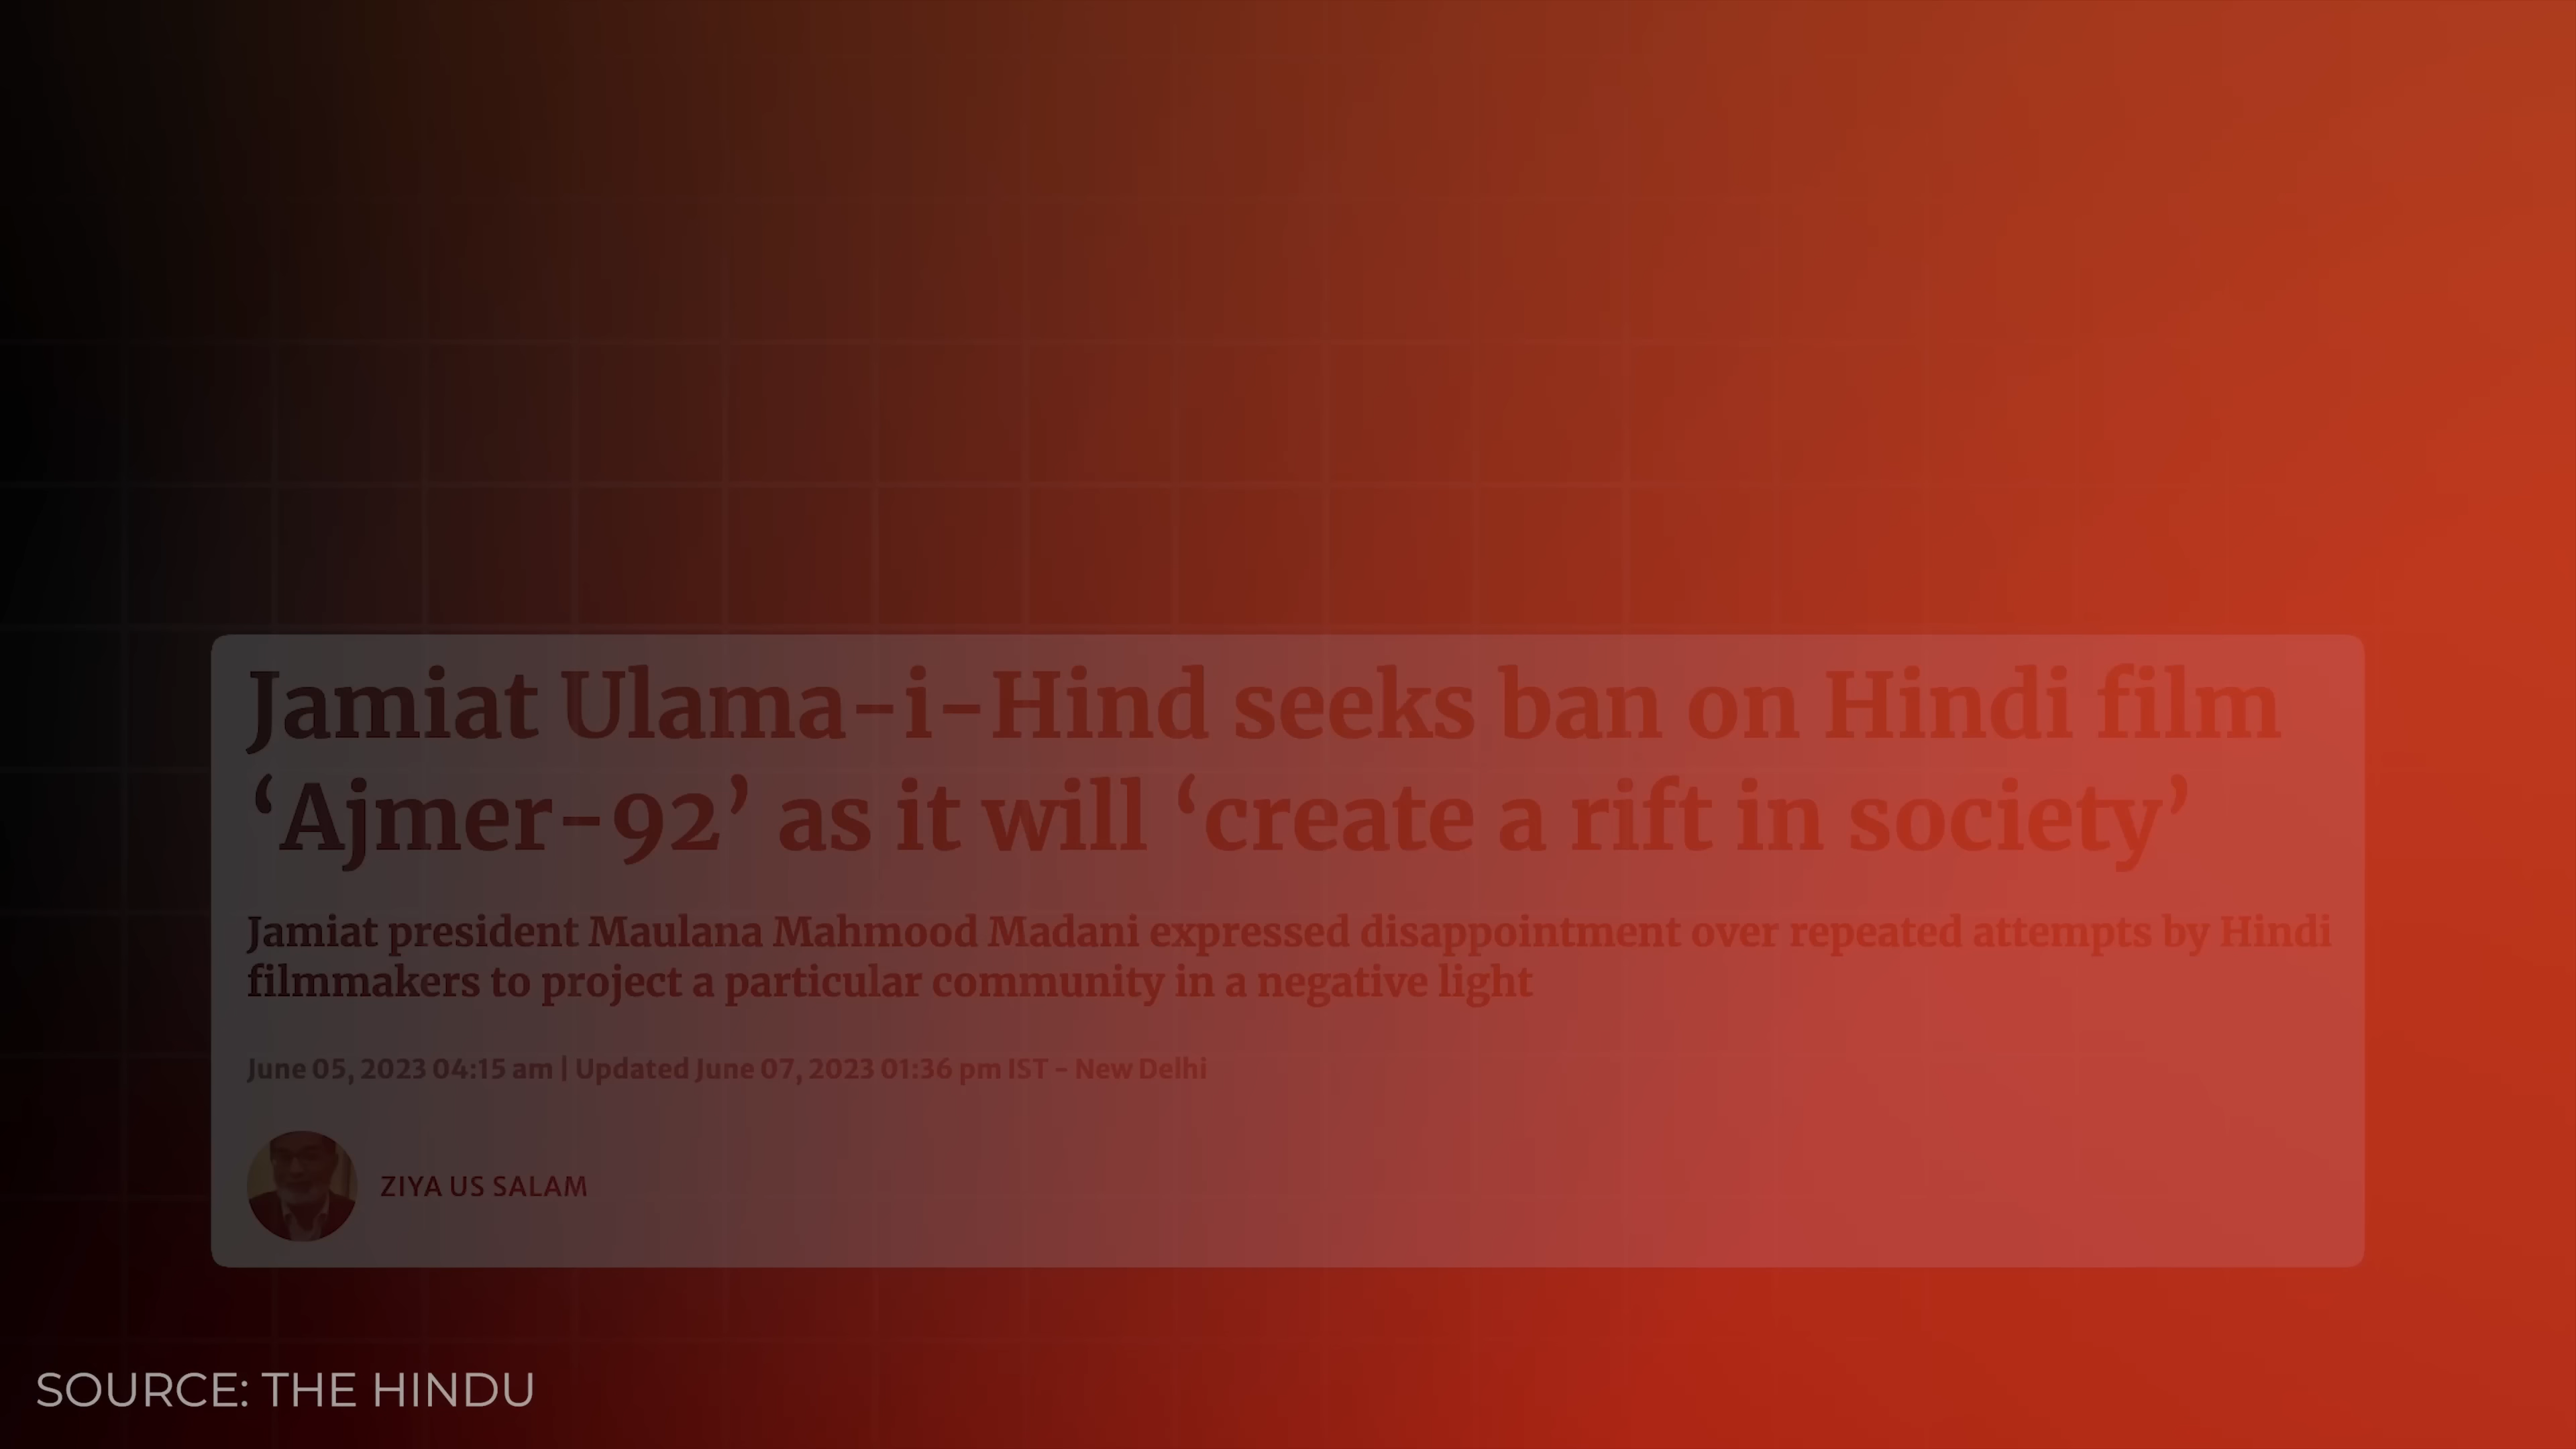 Jamiat Ulama-i-Hind seeks ban on Hindi film
‘Ajmer-92’ as it will ‘create a rift in society’
Jamiat president Maulana Mahmood Madani expressed disappointment over repeated attempts by Hindi
filmmakers to project a particular community in a negative light
June 05, 2023 04:15 am | Updated June 07, 2023 01:36 pm IST - New Delhi
ZIYA US SALAM
SOURCE: THE HINDU